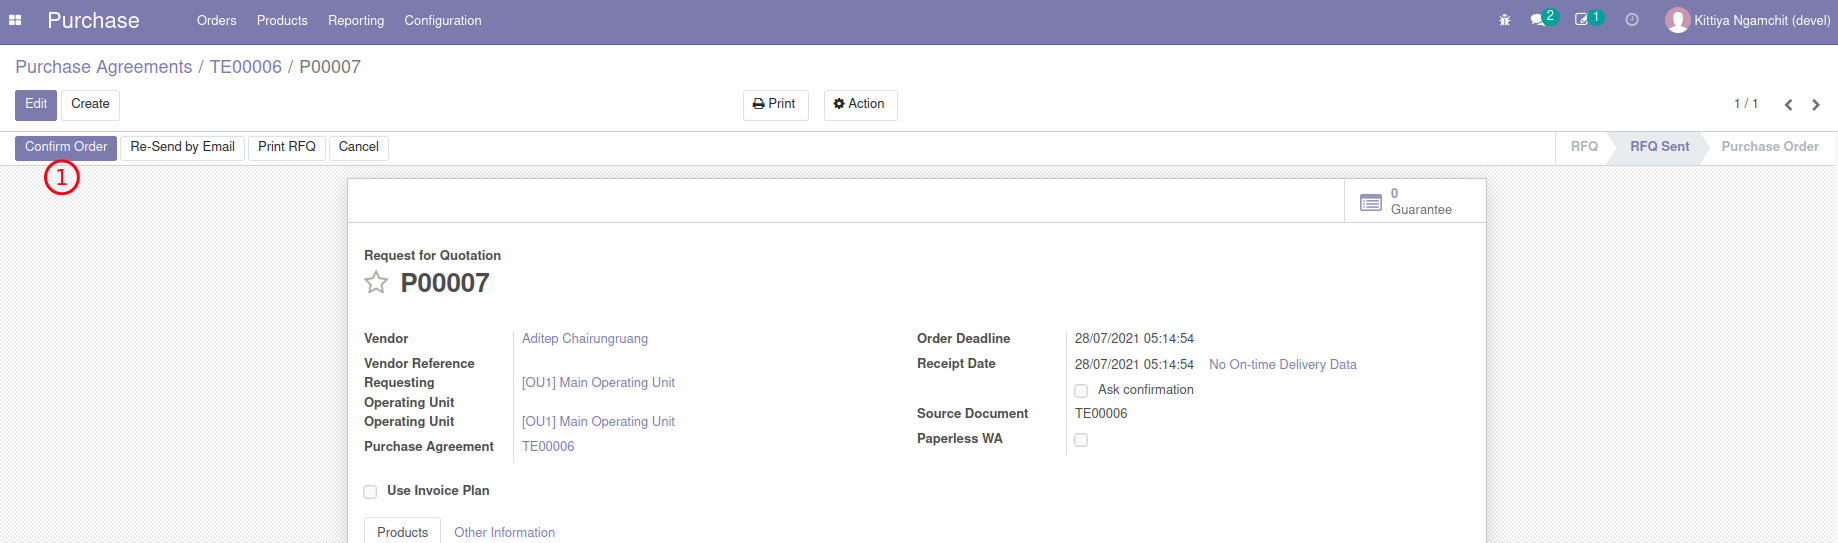 Purchase Orders Products Reporting Configuration 2 1 Kittiya Ngamchit (devel)
Purchase Agreements / TE00006 / P00007
Edit Create Print Action 1 / 1
Confirm Order Re-Send by Email Print RFQ Cancel RFQ RFQ Sent Purchase Order
1
0
Guarantee
Request for Quotation
P00007
Vendor Aditep Chairungruang
Vendor Reference
Requesting [OU1] Main Operating Unit
Operating Unit
Operating Unit [OU1] Main Operating Unit
Purchase Agreement TE00006
Order Deadline 28/07/2021 05:14:54
Receipt Date 28/07/2021 05:14:54 No On-time Delivery Data
Ask confirmation
Source Document TE00006
Paperless WA
Use Invoice Plan
Products Other Information